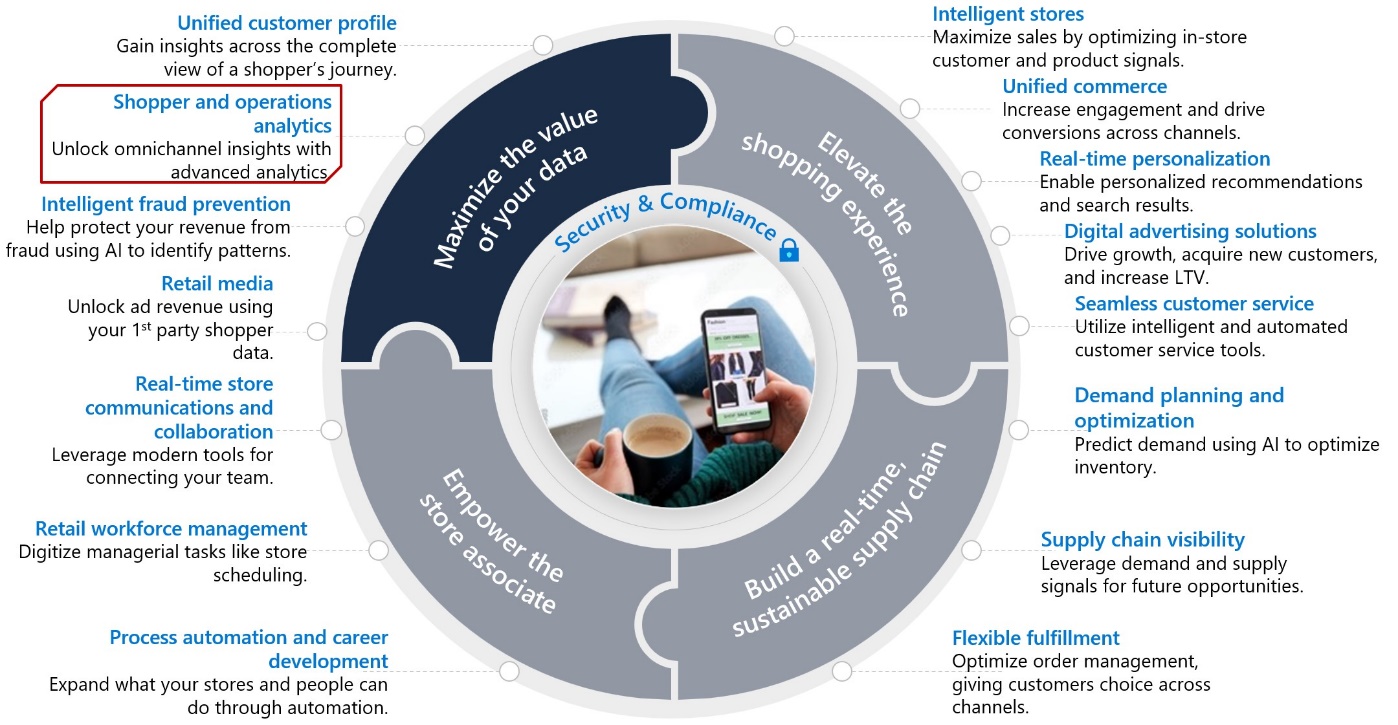 Unified customer profile
Gain insights across the complete
view of a shopper's journey.
Shopper and operations
analytics
Unlock omnichannel insights with
advanced analytics
Intelligent fraud prevention
Help protect your revenue from
fraud using AI to identify patterns.
Retail media
Unlock ad revenue using
your 1st party shopper
data.
Real-time store
communications and
collaboration
Leverage modern tools for
connecting your team.
Retail workforce management
Digitize managerial tasks like store
scheduling.
Process automation and career
development
Expand what your stores and people can
do through automation.
Maximize the value
of your data
Elevate the
shopping experience
Security & Compliance
Empower the
store associate
Build a real-time,
sustainable supply chain
Intelligent stores
Maximize sales by optimizing in-store
customer and product signals.
Unified commerce
Increase engagement and drive
conversions across channels.
Real-time personalization
Enable personalized recommendations
and search results.
Digital advertising solutions
Drive growth, acquire new customers,
and increase LTV.
Seamless customer service
Utilize intelligent and automated
customer service tools.
Demand planning and
optimization
Predict demand using AI to optimize
inventory.
Supply chain visibility
Leverage demand and supply
signals for future opportunities.
Flexible fulfillment
Optimize order management,
giving customers choice across
channels.